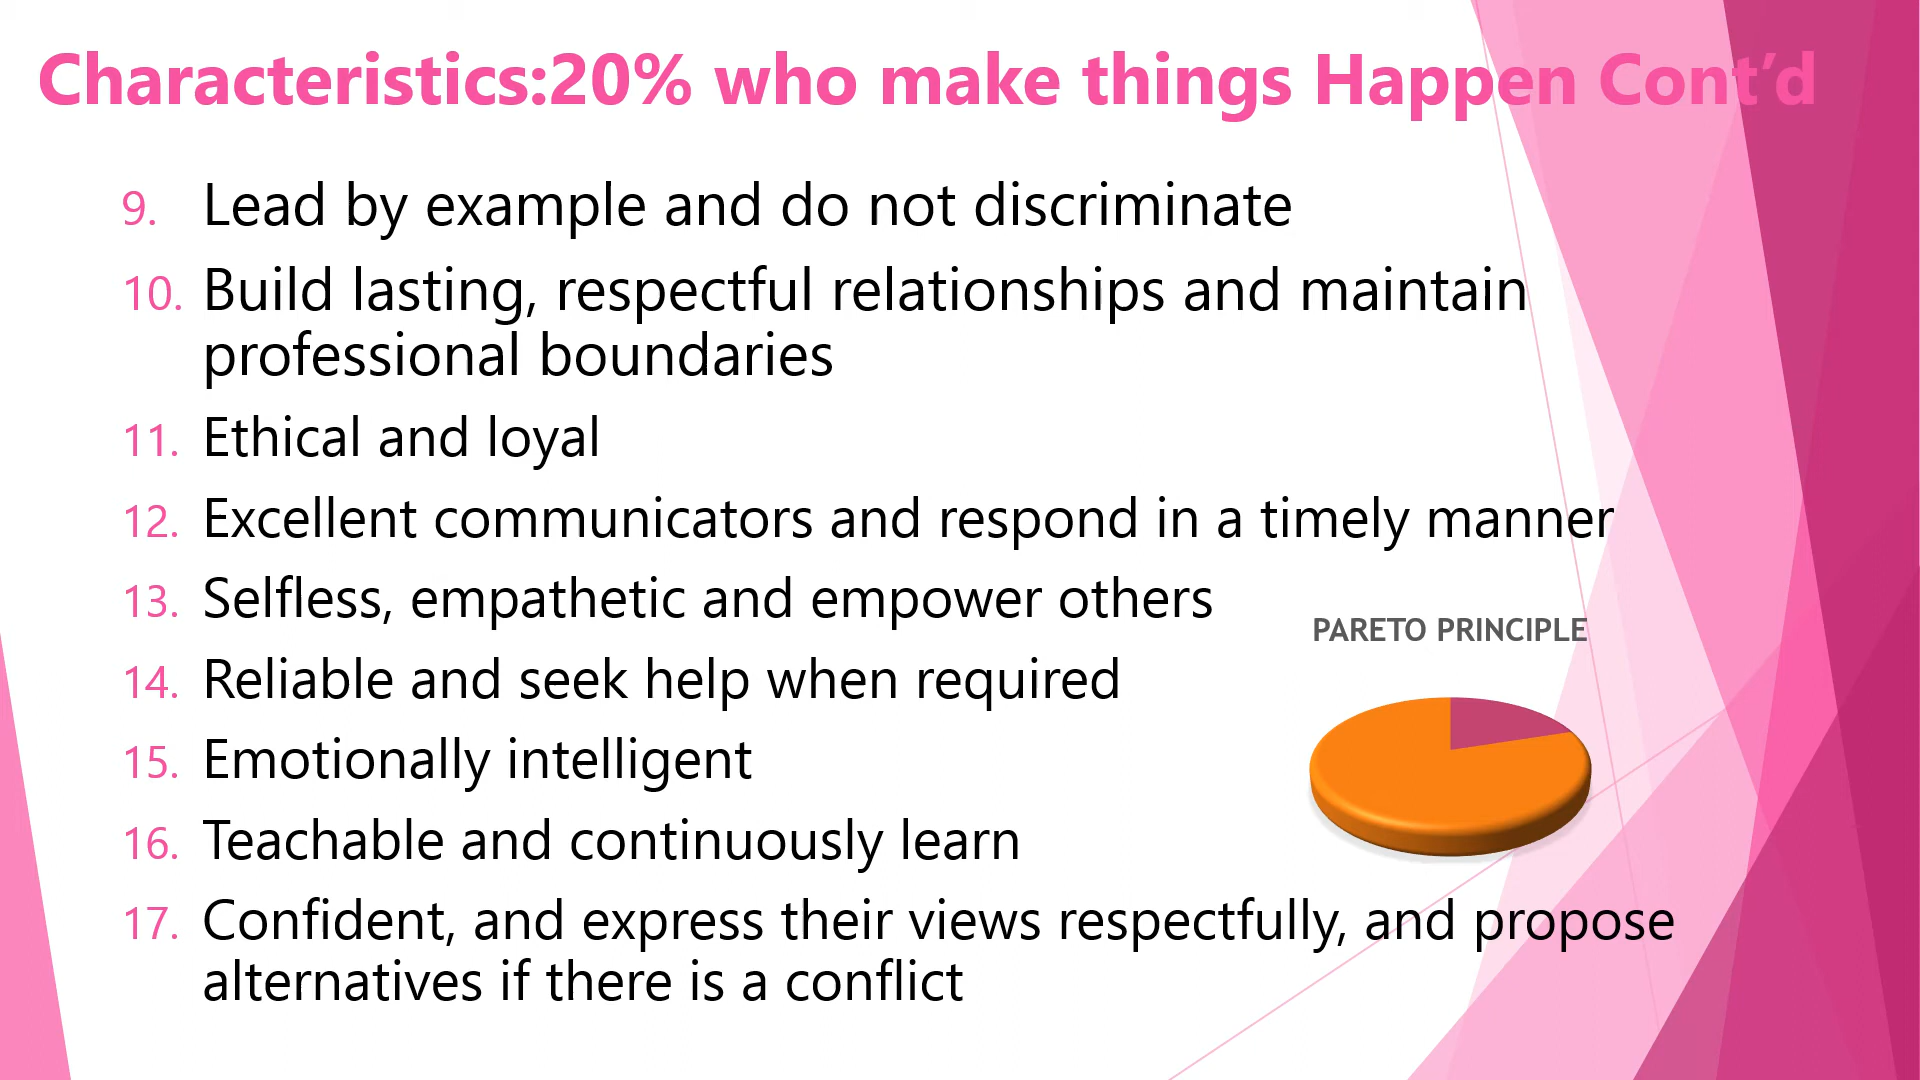 Characteristics:20% who make things Happen Cont’d
9. Lead by example and do not discriminate
10. Build lasting, respectful relationships and maintain
professional boundaries
11. Ethical and loyal
12. Excellent communicators and respond in a timely manner
13. Selfless, empathetic and empower others
PARETO PRINCIPLE
14. Reliable and seek help when required
15. Emotionally intelligent
16. Teachable and continuously learn
17. Confident, and express their views respectfully, and propose
alternatives if there is a conflict